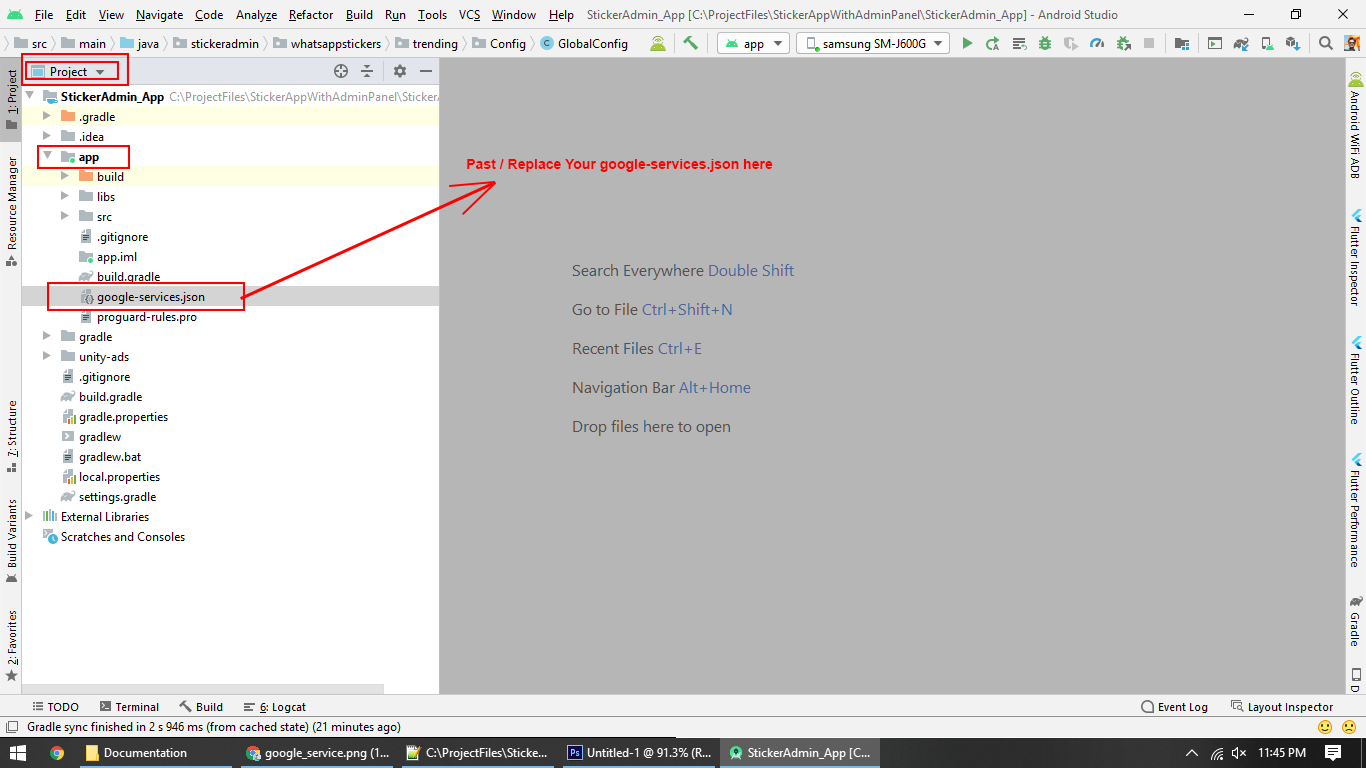 File Edit View Navigate Code Analyze Refactor Build Run Tools VCS Window Help StickerAdmin_App [C:\ProjectFiles\StickerAppWithAdminPanel\StickerAdmin_App] - Android Studio
src main java stickeradmin whatsappstickers trending Config GlobalConfig app samsung SM-J600G
Project
1: Project
Resource Manager
7: Structure
Build Variants
2: Favorites
StickerAdmin_App C:\ProjectFiles\StickerAppWithAdminPanel\Sticker
.gradle
.idea
app
build
libs
src
.gitignore
app.iml
build.gradle
google-services.json
proguard-rules.pro
gradle
unity-ads
.gitignore
build.gradle
gradle.properties
gradlew
gradlew.bat
local.properties
settings.gradle
External Libraries
Scratches and Consoles
Past / Replace Your google-services.json here
Search Everywhere Double Shift
Go to File Ctrl+Shift+N
Recent Files Ctrl+E
Navigation Bar Alt+Home
Drop files here to open
Android WiFi ADB
Flutter Inspector
Flutter Outline
Flutter Performance
Gradle
D
TODO Terminal Build 6: Logcat Event Log Layout Inspector
Gradle sync finished in 2 s 946 ms (from cached state) (21 minutes ago)
Documentation google_service.png (1... C:\ProjectFiles\Sticke... Ps Untitled-1 @ 91.3% (R... StickerAdmin_App [C... 11:45 PM